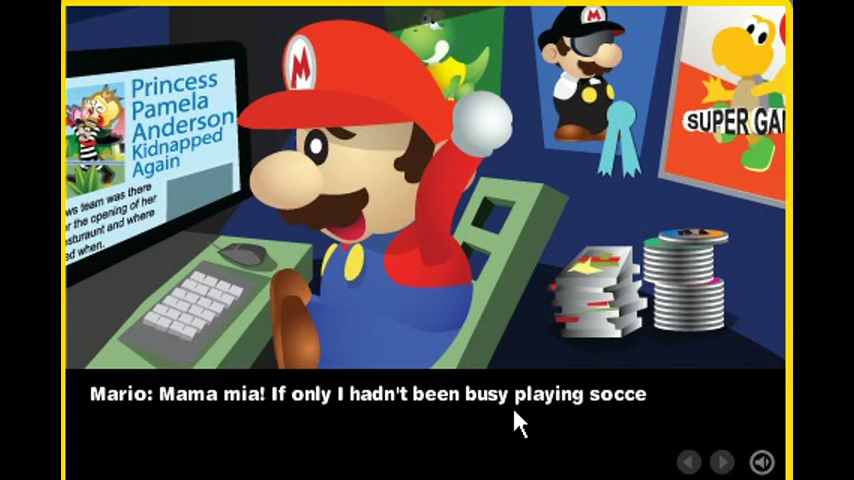 Princess
Pamela
Anderson
Kidnapped
Again
ws team was there
r the opening of her
sturaunt and where
ed when.
M
M
SUPER GA
Mario: Mama mia! If only I hadn't been busy playing socce